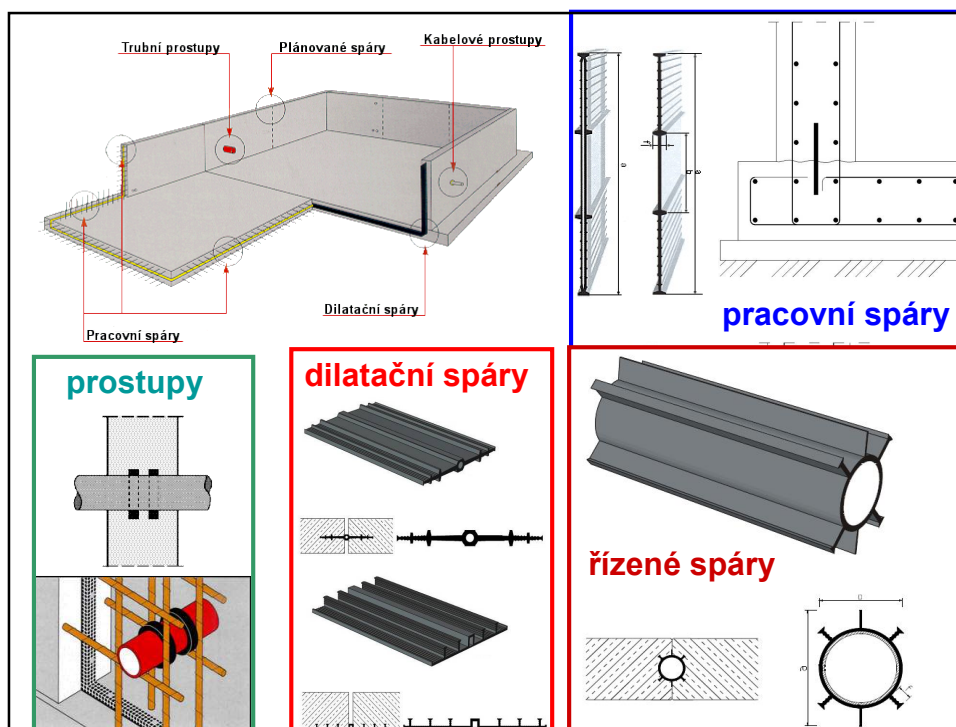 Trubní prostupy
Plánované spáry
Kabelové prostupy
Pracovní spáry
Dilatační spáry
pracovní spáry
prostupy
dilatační spáry
řízené spáry